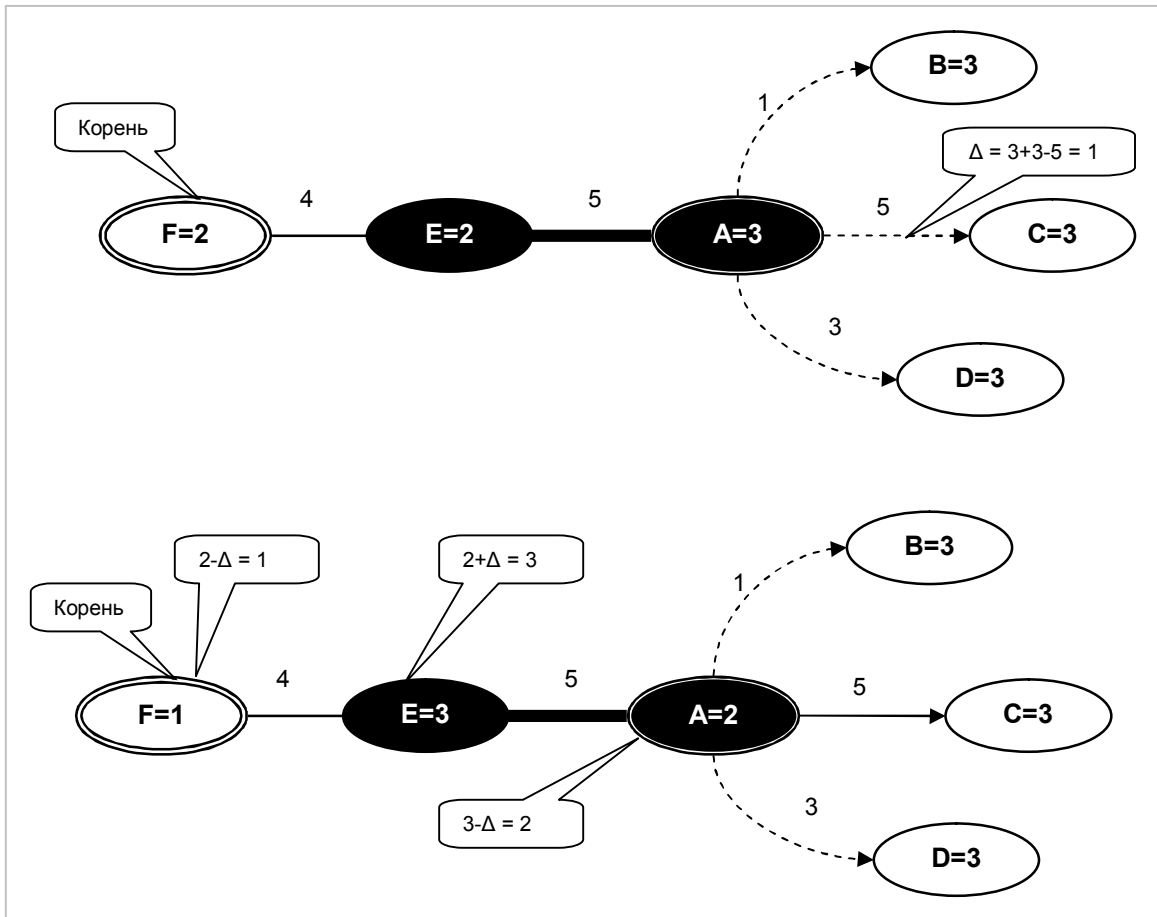 B=3
1
Корень
Δ = 3+3-5 = 1
4
5
5
F=2
E=2
A=3
C=3
3
D=3
2-Δ = 1
2+Δ = 3
B=3
1
Корень
4
5
5
F=1
E=3
A=2
C=3
3-Δ = 2
3
D=3